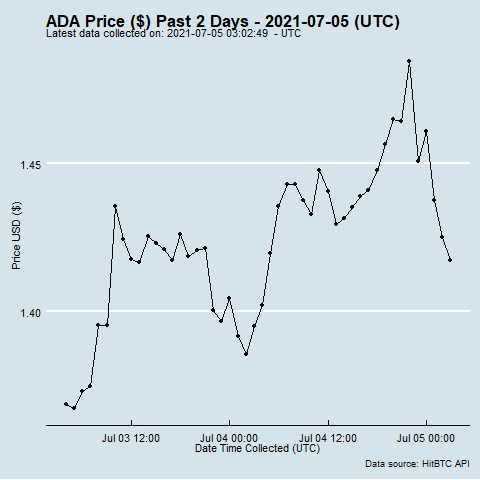 ADA Price ($) Past 2 Days - 2021-07-05 (UTC)
Latest data collected on: 2021-07-05 03:02:49 - UTC
1.45
Price USD ($)
1.40
Jul 03 12:00 Jul 04 00:00 Jul 04 12:00 Jul 05 00:00
Date Time Collected (UTC)
Data source: HitBTC API